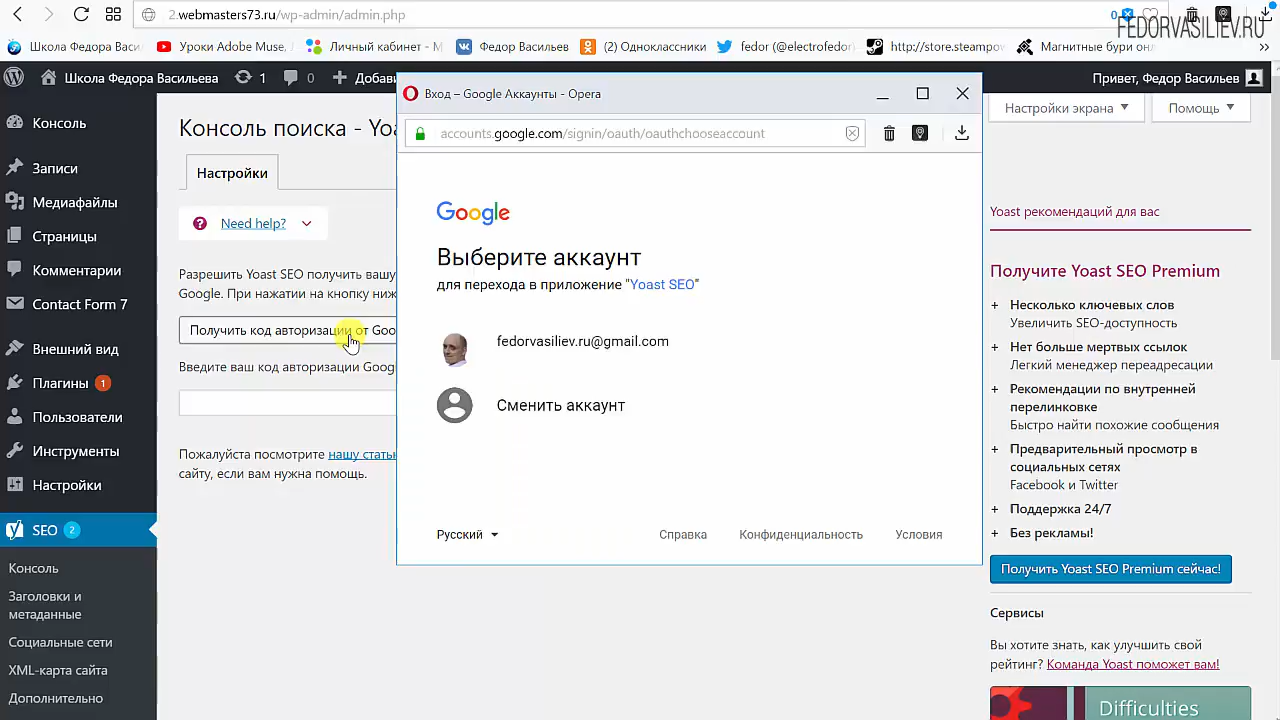 2.webmasters73.ru/wp-admin/admin.php
0
FEDORVASILIEV.RU
Школа Федора Васи
Уроки Adobe Muse.
Личный кабинет - М
Федор Васильев
(2) Одноклассники
fedor (@electrofedor
http://store.steampov
Магнитные бури онл
Школа Федора Васильева
1
0
Добави
Привет, Федор Васильев
Консоль
Записи
Медиафайлы
Страницы
Комментарии
Contact Form 7
Внешний вид
Плагины 1
Пользователи
Инструменты
Настройки
SEO 2
Консоль
Заголовки и
метаданные
Социальные сети
XML-карта сайта
Дополнительно
Консоль поиска - Yoa
Настройки
Need help?
Разрешить Yoast SEO получить вашу
Google. При нажатии на кнопку ниж
Получить код авторизации от Goo
Введите ваш код авторизации Googl
Пожалуйста посмотрите нашу стать
сайту, если вам нужна помощь.
Вход – Google Аккаунты - Opera
accounts.google.com/signin/oauth/oauthchooseaccount
Google
Выберите аккаунт
для перехода в приложение "Yoast SEO"
fedorvasiliev.ru@gmail.com
Сменить аккаунт
Русский
Справка
Конфиденциальность
Условия
Настройки экрана
Помощь
Yoast рекомендаций для вас
Получите Yoast SEO Premium
+ Несколько ключевых слов
Увеличить SEO-доступность
+ Нет больше мертвых ссылок
Легкий менеджер переадресации
+ Рекомендации по внутренней
перелинковке
Быстро найти похожие сообщения
+ Предварительный просмотр в
социальных сетях
Facebook и Twitter
+ Поддержка 24/7
+ Без рекламы!
Получить Yoast SEO Premium сейчас!
Сервисы
Вы хотите знать, как улучшить свой
рейтинг? Команда Yoast поможет вам!
Difficulties